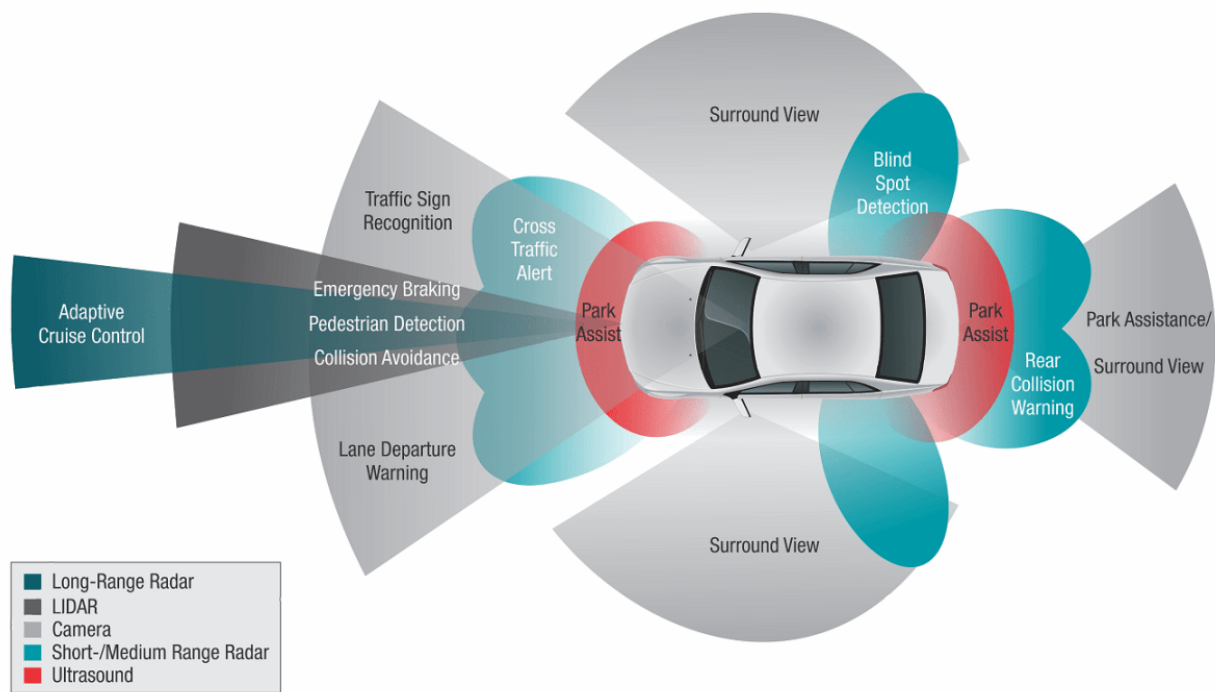 Surround View
Blind
Spot
Detection
Traffic Sign
Recognition
Cross
Traffic
Alert
Emergency Braking
Adaptive
Cruise Control
Pedestrian Detection
Collision Avoidance
Park
Assist
Park
Assist
Park Assistance/
Surround View
Rear
Collision
Warning
Lane Departure
Warning
Surround View
Long-Range Radar
LIDAR
Camera
Short-/Medium Range Radar
Ultrasound